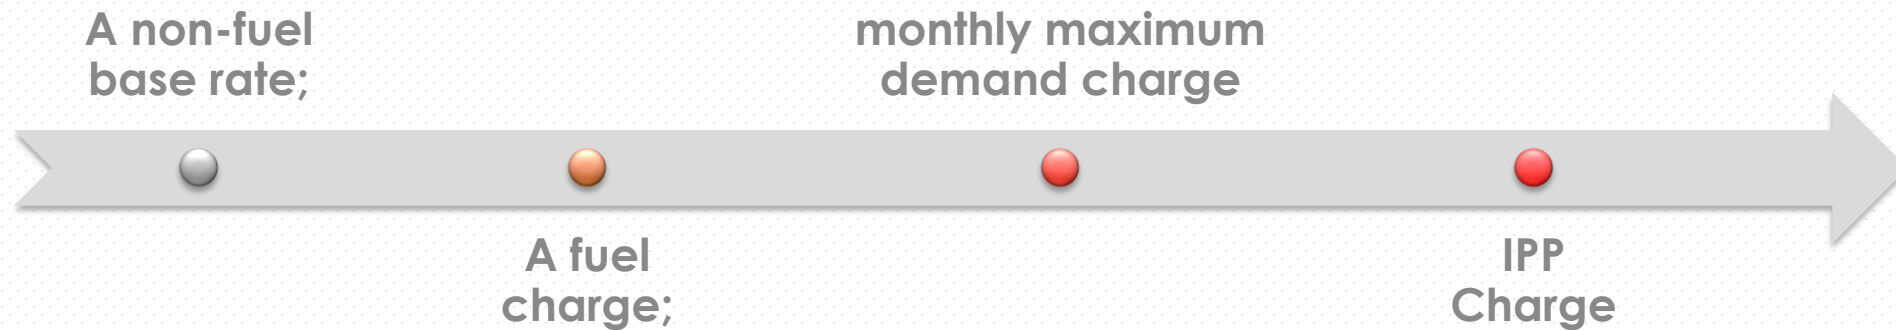 A non-fuel
base rate;
A fuel
charge;
monthly maximum
demand charge
IPP
Charge